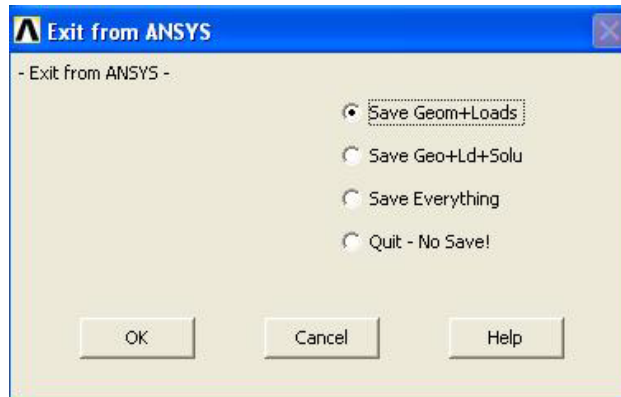 Exit from ANSYS
- Exit from ANSYS -
Save Geom+Loads
Save Geo+Ld+Solu
Save Everything
Quit - No Save!
OK Cancel Help